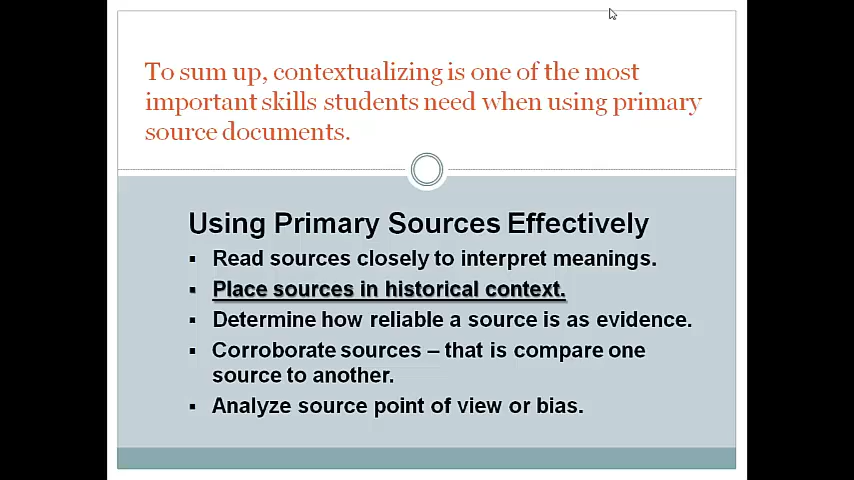 To sum up, contextualizing is one of the most
important skills students need when using primary
source documents.
Using Primary Sources Effectively
▪ Read sources closely to interpret meanings.
▪ Place sources in historical context.
▪ Determine how reliable a source is as evidence.
▪ Corroborate sources – that is compare one
source to another.
▪ Analyze source point of view or bias.